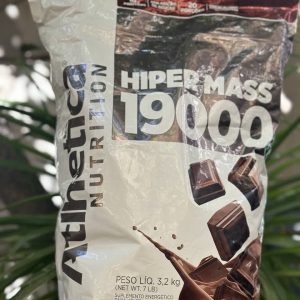 Atlhetica
NUTRITION
HIPER MASS
19000
PESO LÍQ. 3,2 kg
(NET WT. 7 LB)
SUPLEMENTO ENERGÉTICO